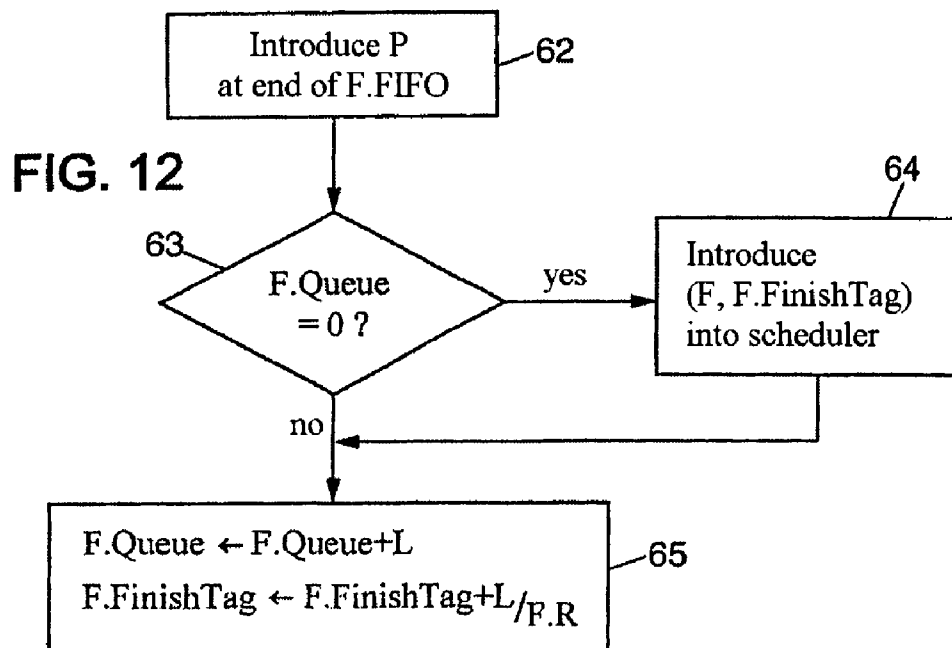 Introduce P
at end of F.FIFO
62
FIG. 12
63
F.Queue
= 0 ?
yes
64
Introduce
(F, F.FinishTag)
into scheduler
no
F.Queue ← F.Queue+L
F.FinishTag ← F.FinishTag+L/F.R
65